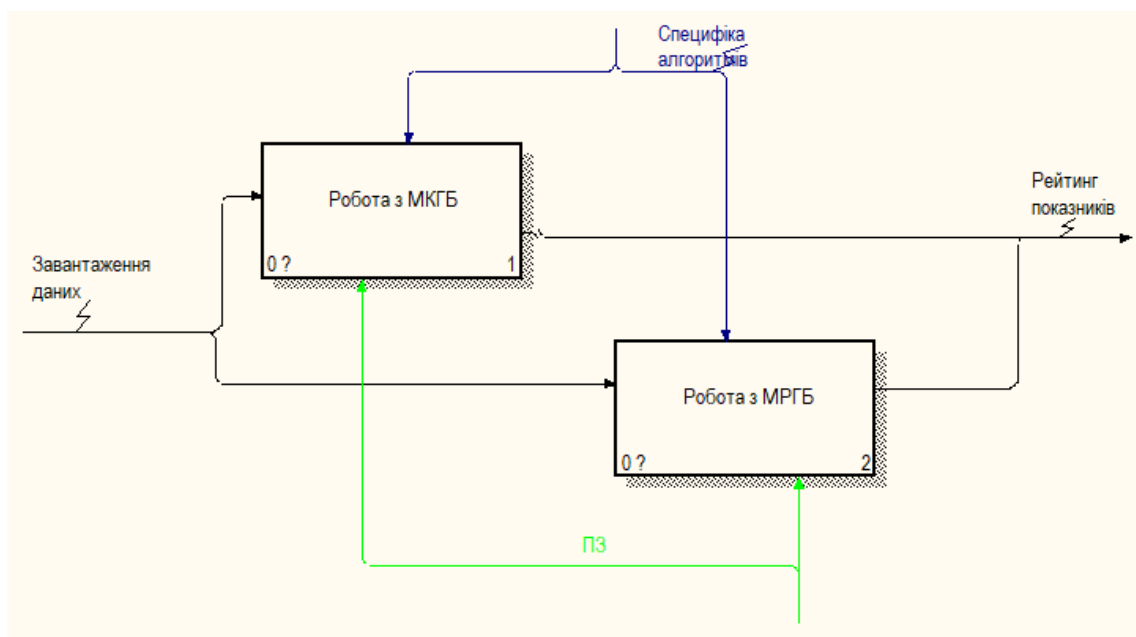 Специфіка
алгоритмів
Робота з МКГБ
0 ?
1
Рейтинг
показників
Завантаження
даних
Робота з МРГБ
0 ?
2
ПЗ